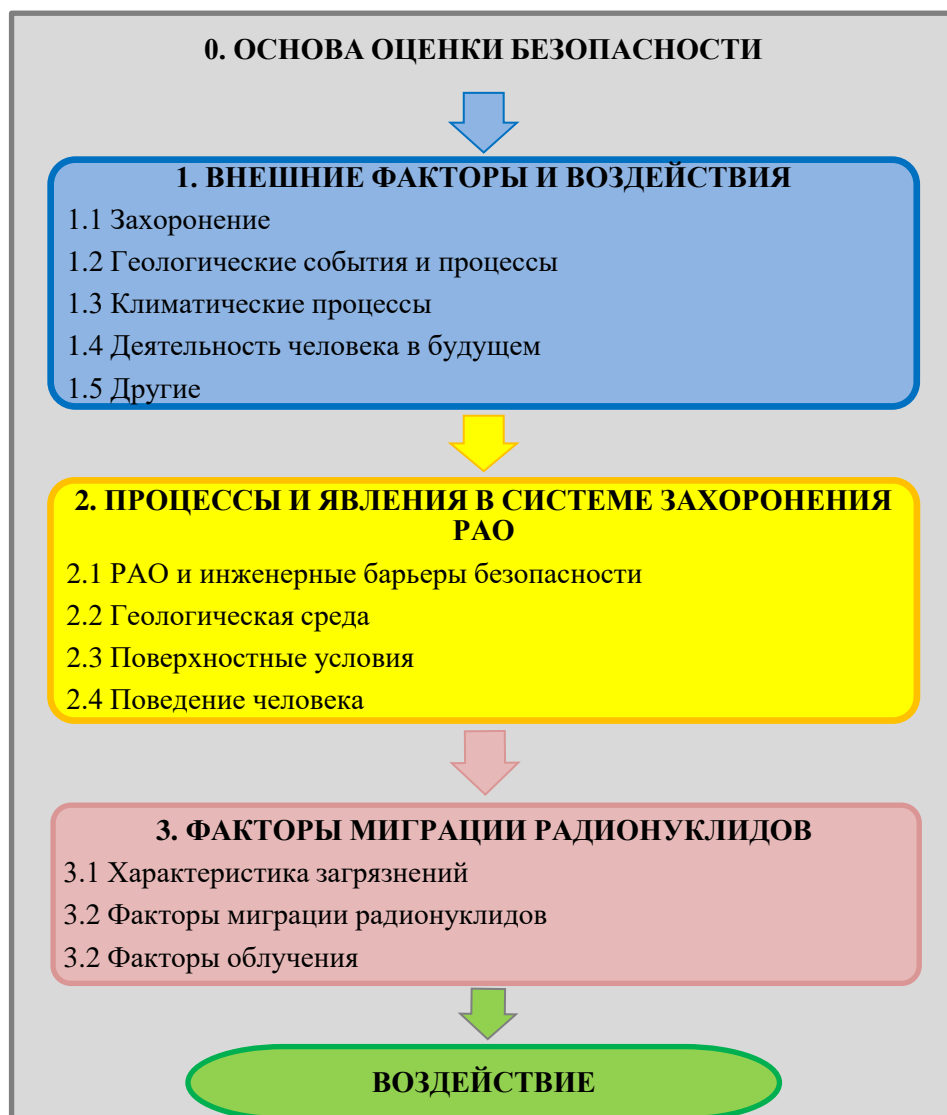 0. ОСНОВА ОЦЕНКИ БЕЗОПАСНОСТИ
1. ВНЕШНИЕ ФАКТОРЫ И ВОЗДЕЙСТВИЯ
1.1 Захоронение
1.2 Геологические события и процессы
1.3 Климатические процессы
1.4 Деятельность человека в будущем
1.5 Другие
2. ПРОЦЕССЫ И ЯВЛЕНИЯ В СИСТЕМЕ ЗАХОРОНЕНИЯ
РАО
2.1 РАО и инженерные барьеры безопасности
2.2 Геологическая среда
2.3 Поверхностные условия
2.4 Поведение человека
3. ФАКТОРЫ МИГРАЦИИ РАДИОНУКЛИДОВ
3.1 Характеристика загрязнений
3.2 Факторы миграции радионуклидов
3.2 Факторы облучения
ВОЗДЕЙСТВИЕ